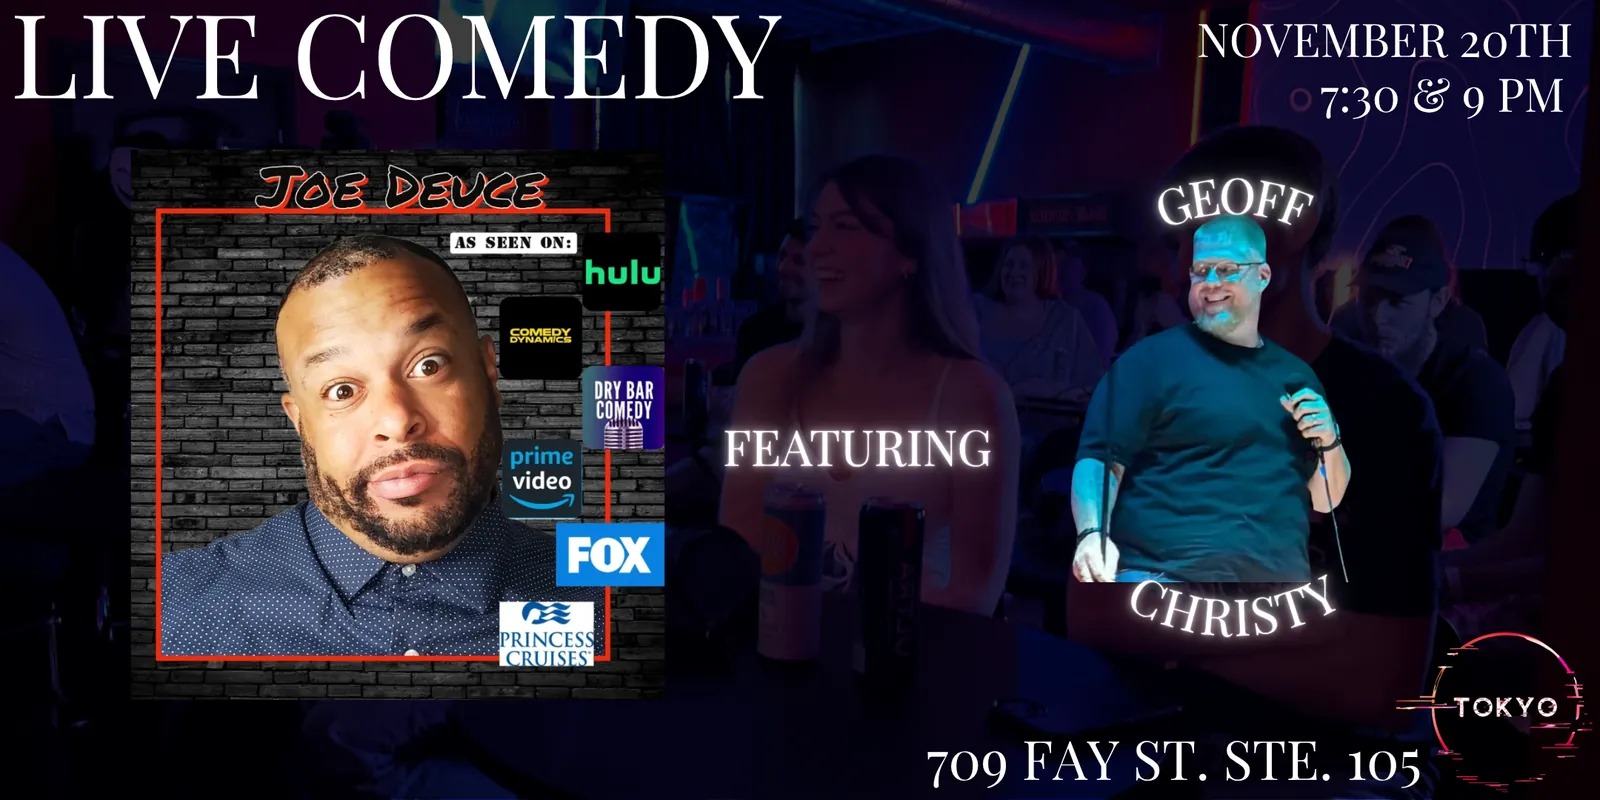 LIVE COMEDY
NOVEMBER 20TH
7:30 & 9 PM
JOE DEUCE
AS SEEN ON:
hulu
COMEDY
DYNAMICS
DRY BAR
COMEDY
prime
video
FOX
PRINCESS
CRUISES®
FEATURING
GEOFF
CHRISTY
TOKYO
709 FAY ST. STE. 105